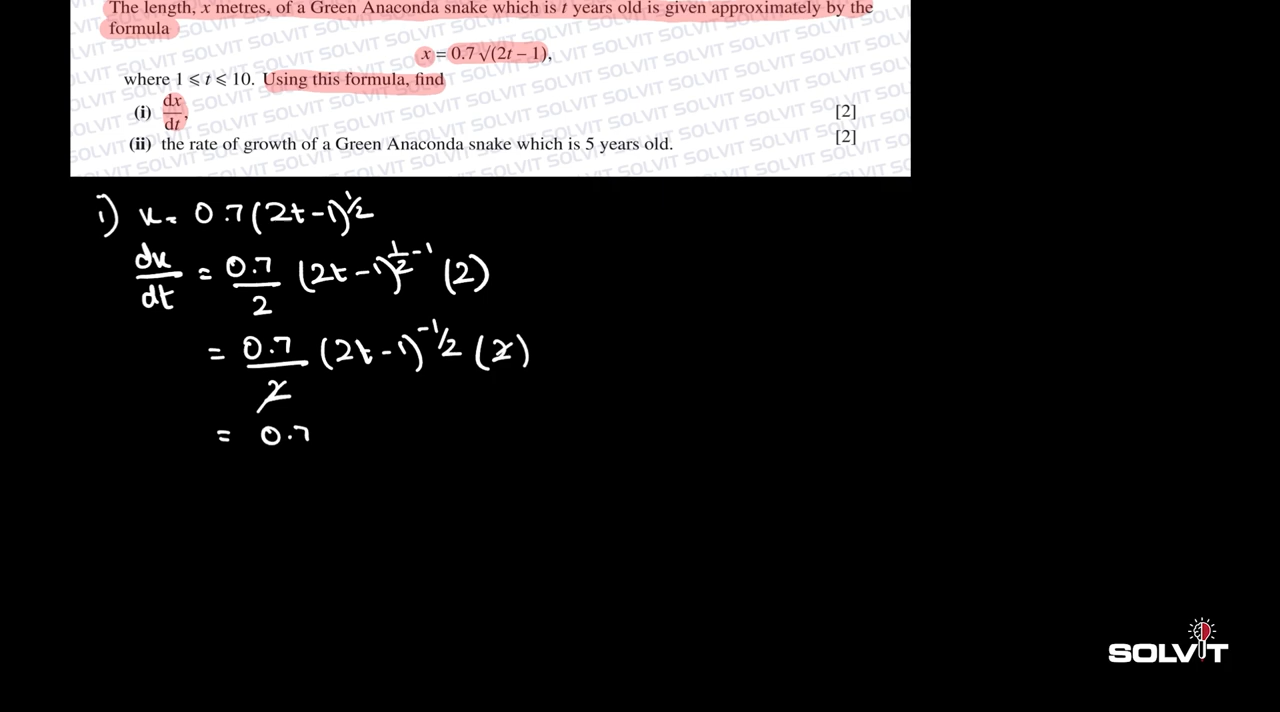 The length, x metres, of a Green Anaconda snake which is t years old is given approximately by the
formula
x = 0.7 √(2t − 1),
where 1 ⩽ t ⩽ 10. Using this formula, find
(i) dx/dt, [2]
(ii) the rate of growth of a Green Anaconda snake which is 5 years old. [2]
i) x = 0.7 (2t − 1)^1/2
dx/dt = 0.7/2 (2t − 1)^1/2 − 1 (2)
= 0.7/2 (2t − 1)^−1/2 (2)
= 0.7
SOLVIT